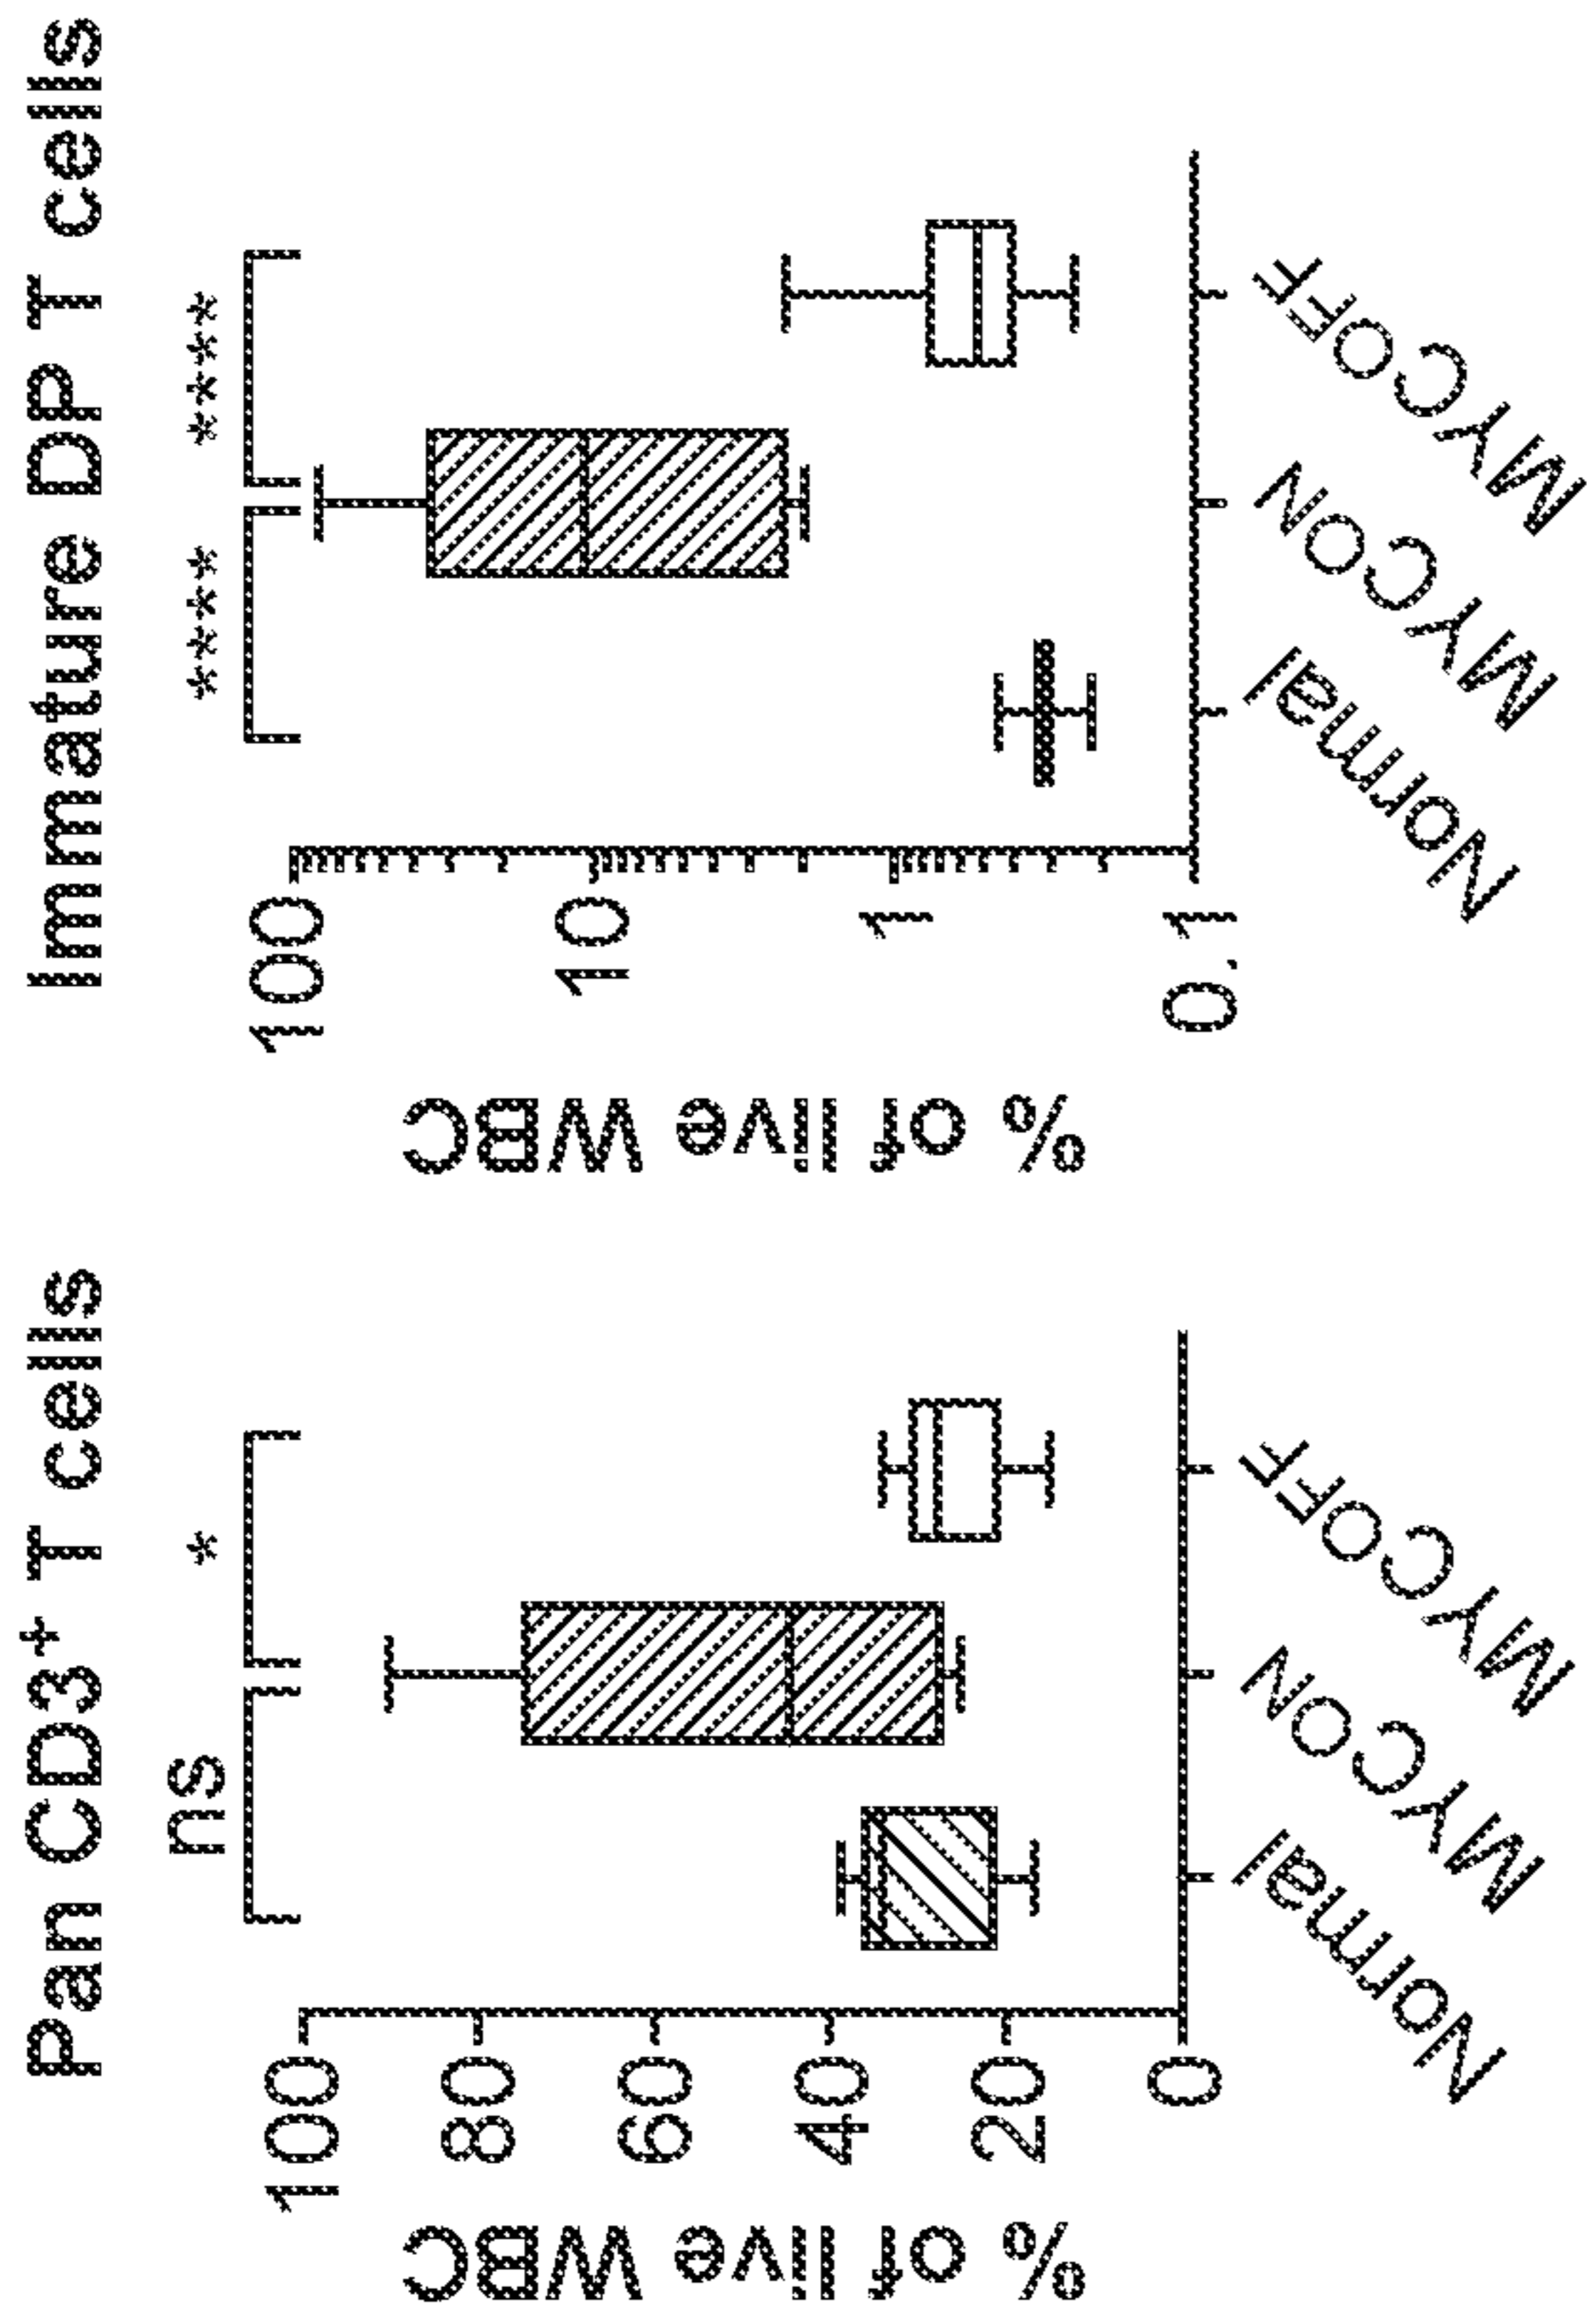 Pan CD3⁺ T cells
ns
*
% of live WBC
100
80
60
40
20
0
Normal
MYCON
MYCOFF
Immature DP T cells
****
****
% of live WBC
100
10
1
0.1
Normal
MYCON
MYCOFF